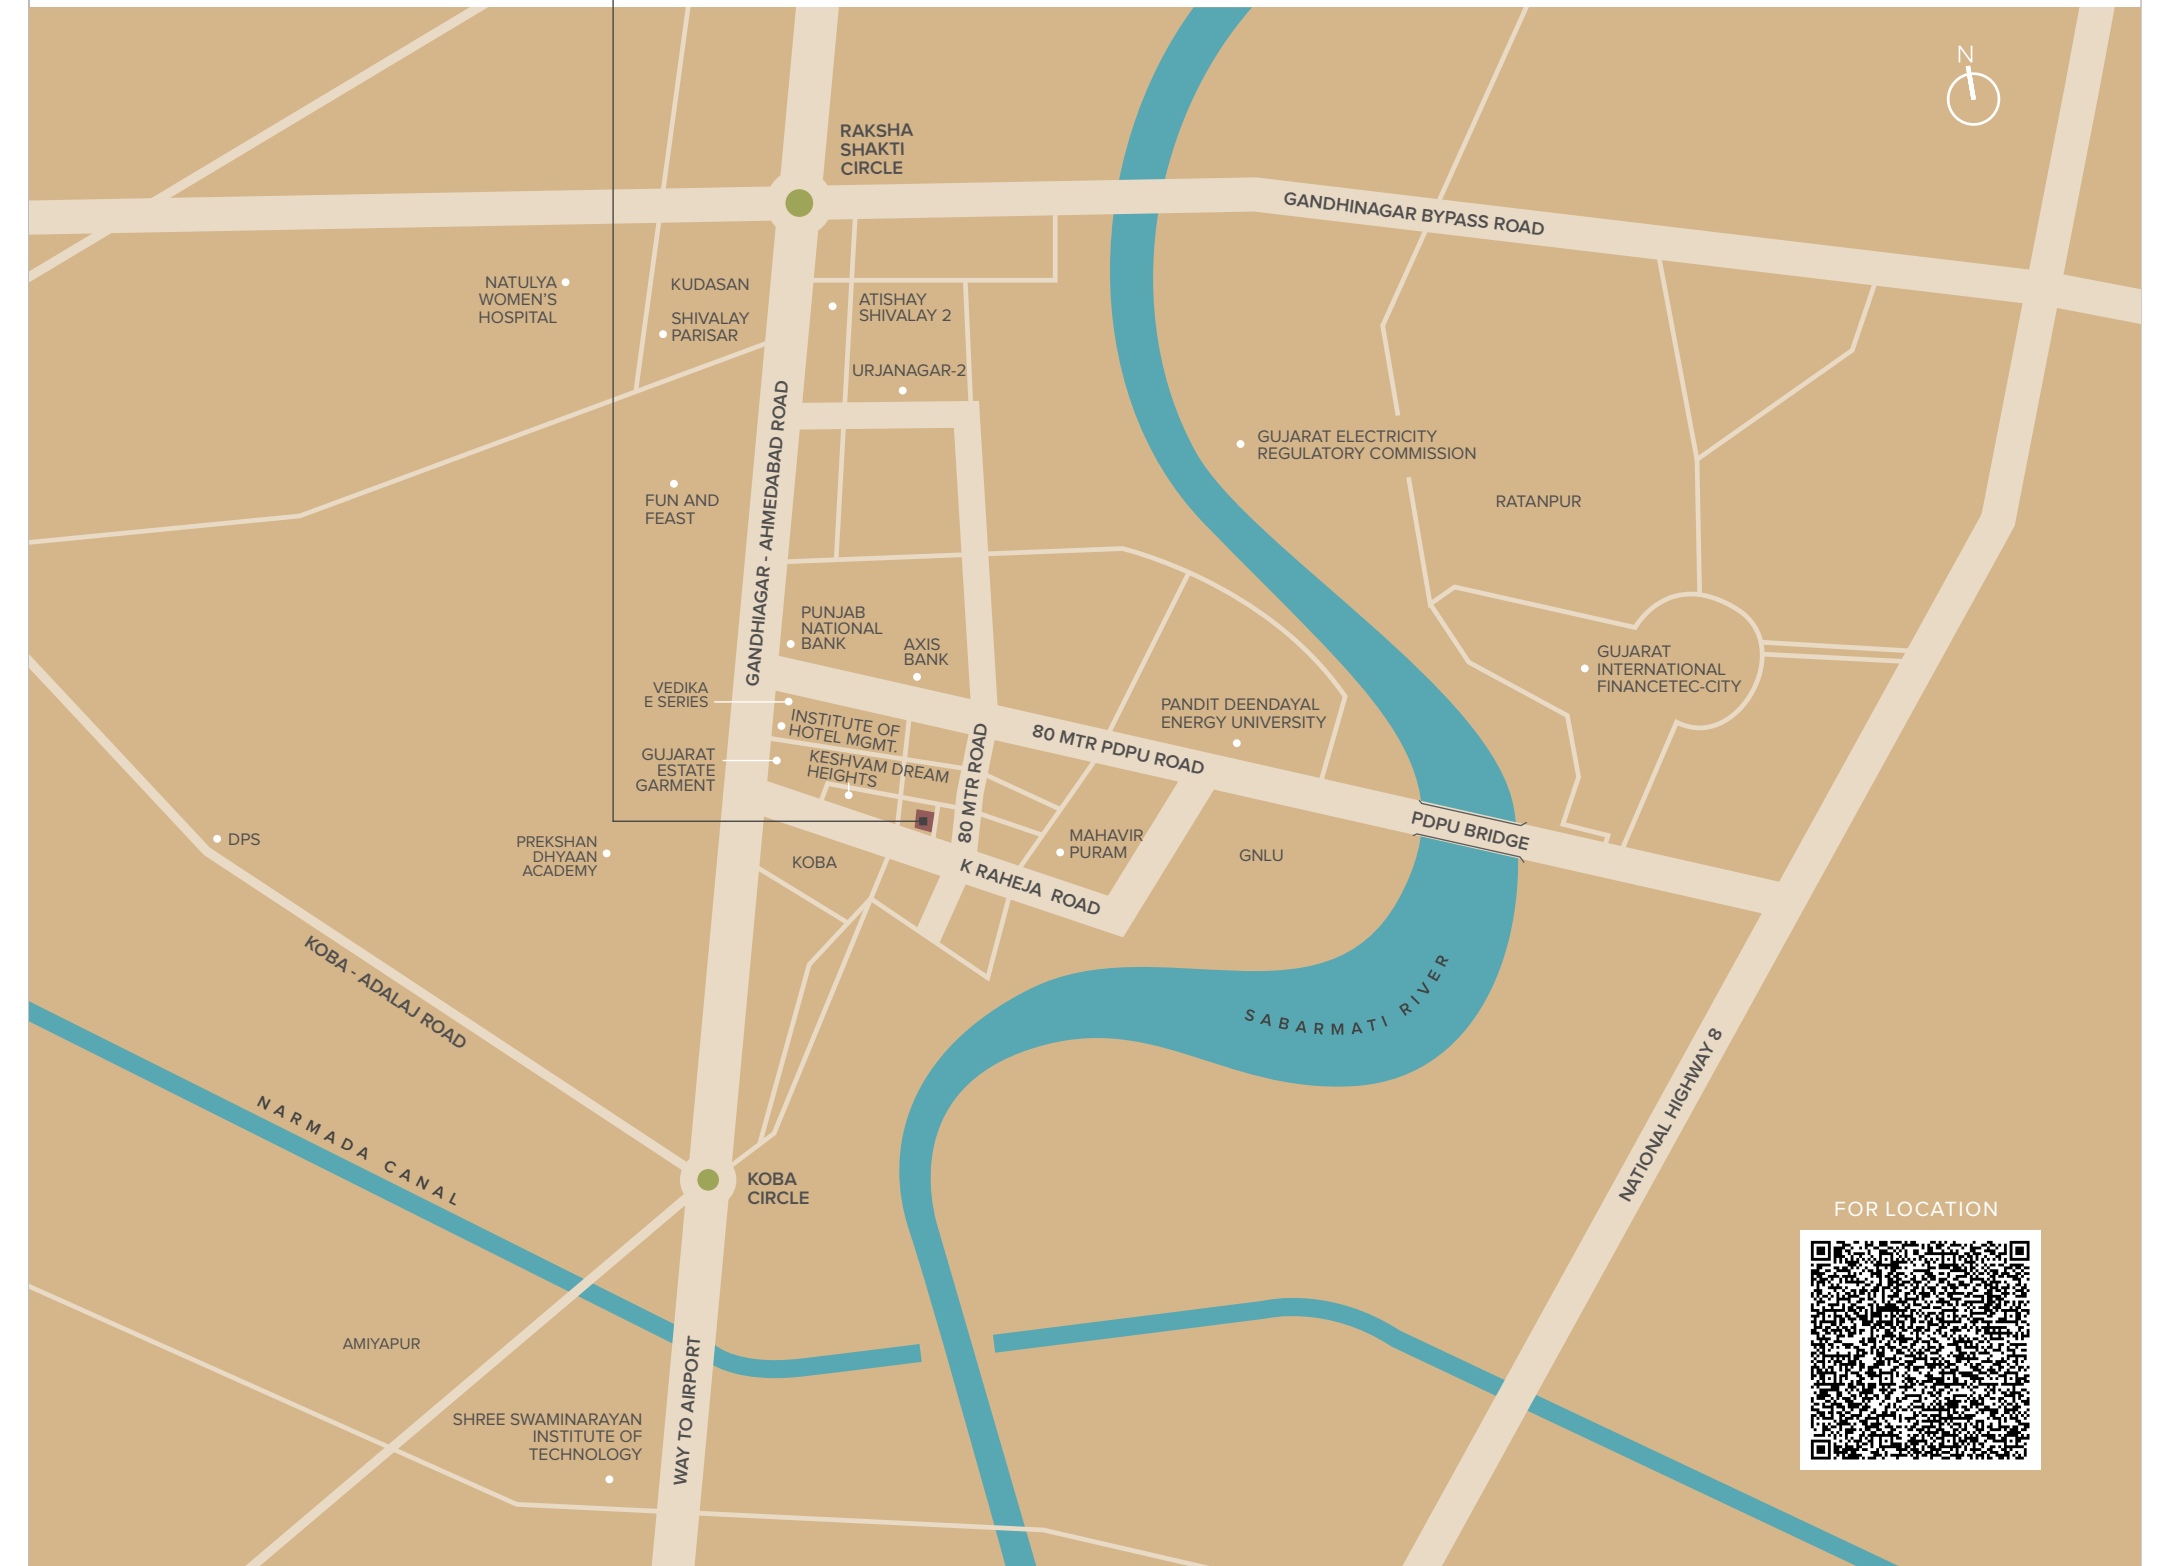 N
RAKSHA
SHAKTI
CIRCLE
GANDHINAGAR BYPASS ROAD
NATULYA
WOMEN'S
HOSPITAL
KUDASAN
SHIVALAY
PARISAR
ATISHAY
SHIVALAY 2
URJANAGAR-2
GANDHIAGAR - AHMEDABAD ROAD
GUJARAT ELECTRICITY
REGULATORY COMMISSION
RATANPUR
FUN AND
FEAST
PUNJAB
NATIONAL
BANK
AXIS
BANK
GUJARAT
INTERNATIONAL
FINANCETEC-CITY
VEDIKA
E SERIES
INSTITUTE OF
HOTEL MGMT.
PANDIT DEENDAYAL
ENERGY UNIVERSITY
80 MTR PDPU ROAD
GUJARAT
ESTATE
GARMENT
KESHVAM DREAM
HEIGHTS
80 MTR ROAD
PDPU BRIDGE
DPS
PREKSHAN
DHYAAN
ACADEMY
KOBA
MAHAVIR
PURAM
GNLU
K RAHEJA ROAD
KOBA - ADALAJ ROAD
SABARMATI RIVER
NATIONAL HIGHWAY 8
NARMADA CANAL
KOBA
CIRCLE
FOR LOCATION
AMIYAPUR
WAY TO AIRPORT
SHREE SWAMINARAYAN
INSTITUTE OF
TECHNOLOGY